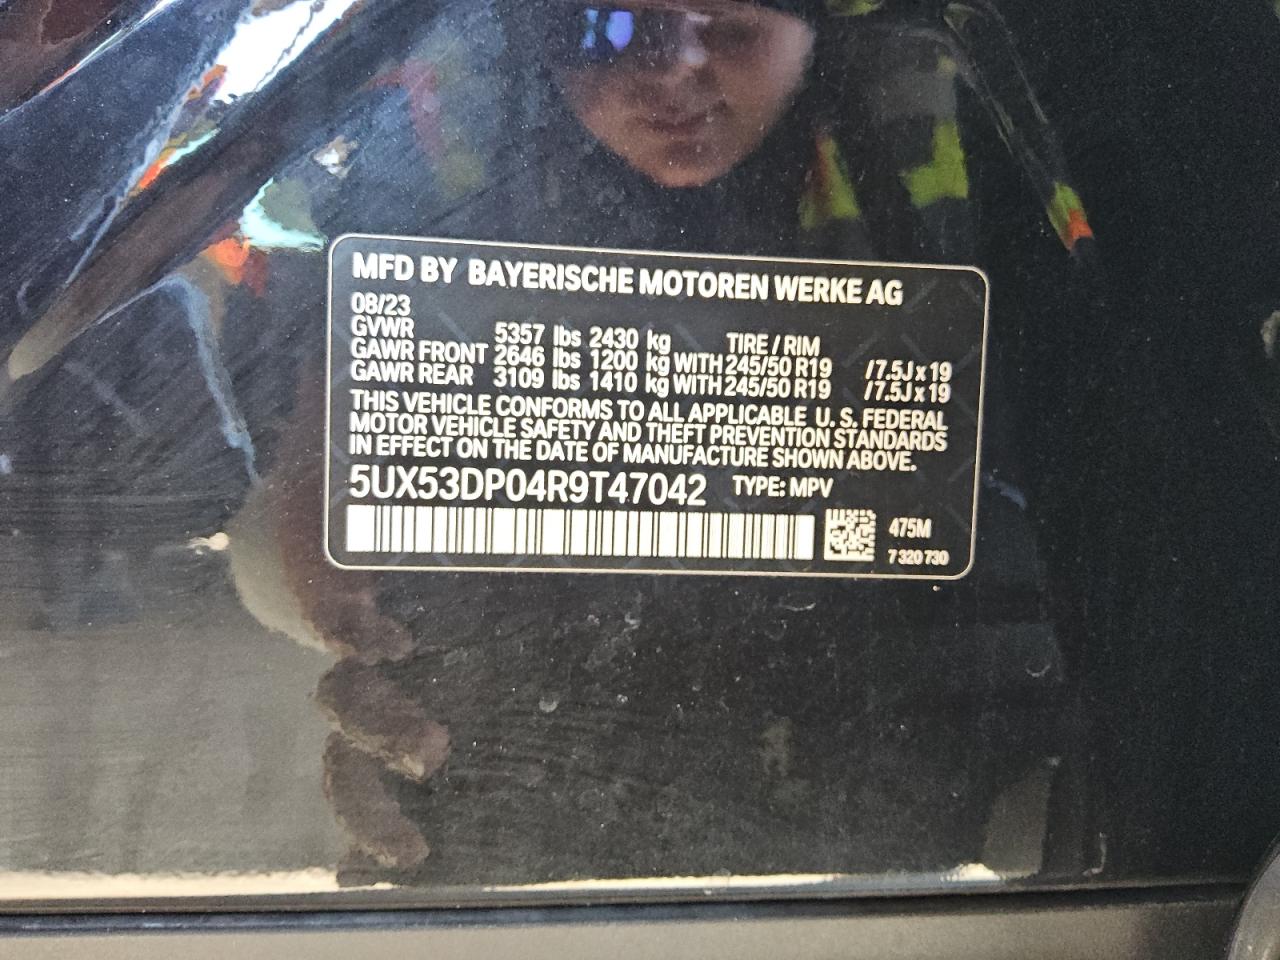 MFD BY BAYERISCHE MOTOREN WERKE AG
08/23
GVWR 5357 lbs 2430 kg TIRE / RIM
GAWR FRONT 2646 lbs 1200 kg WITH 245/50 R19 /7.5J x 19
GAWR REAR 3109 lbs 1410 kg WITH 245/50 R19 /7.5J x 19
THIS VEHICLE CONFORMS TO ALL APPLICABLE U. S. FEDERAL
MOTOR VEHICLE SAFETY AND THEFT PREVENTION STANDARDS
IN EFFECT ON THE DATE OF MANUFACTURE SHOWN ABOVE.
5UX53DP04R9T47042 TYPE: MPV
475M
7 320 730